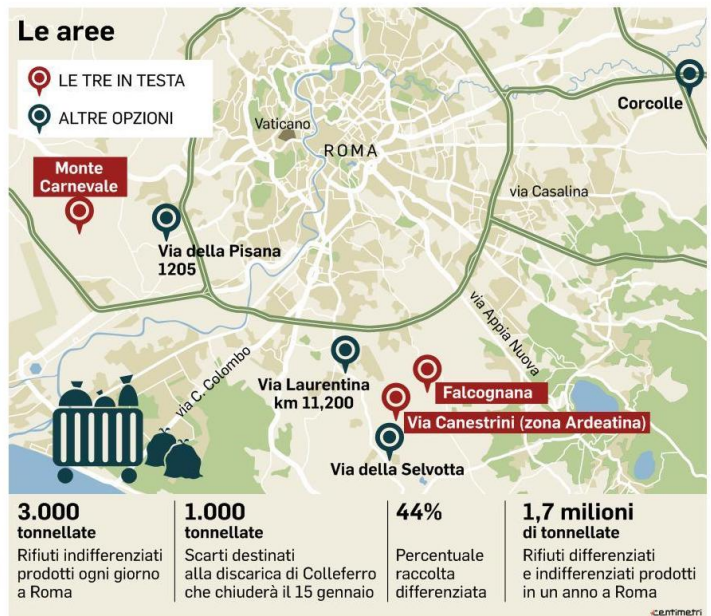 Le aree
LE TRE IN TESTA
ALTRE OPZIONI
Corcolle
Vaticano
ROMA
Monte
Carnevale
via Casalina
Via della Pisana
1205
via Appia Nuova
via C. Colombo
Via Laurentina
km 11,200
Falcognana
Via Canestrini (zona Ardeatina)
Via della Selvotta
3.000
tonnellate
Rifiuti indifferenziati
prodotti ogni giorno
a Roma
1.000
tonnellate
Scarti destinati
alla discarica di Colleferro
che chiuderà il 15 gennaio
44%
Percentuale
raccolta
differenziata
1,7 milioni
di tonnellate
Rifiuti differenziati
e indifferenziati prodotti
in un anno a Roma
centimetri